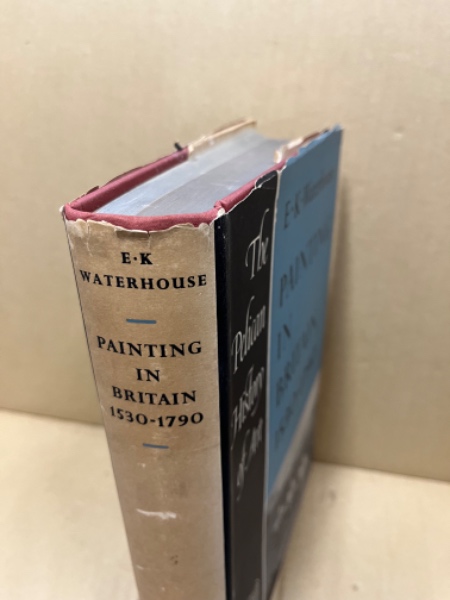 E·K
WATERHOUSE
PAINTING
IN
BRITAIN
1530-1790
The Pelican History of Art
E·K·Waterhouse
PAINTING
IN
BRITAIN